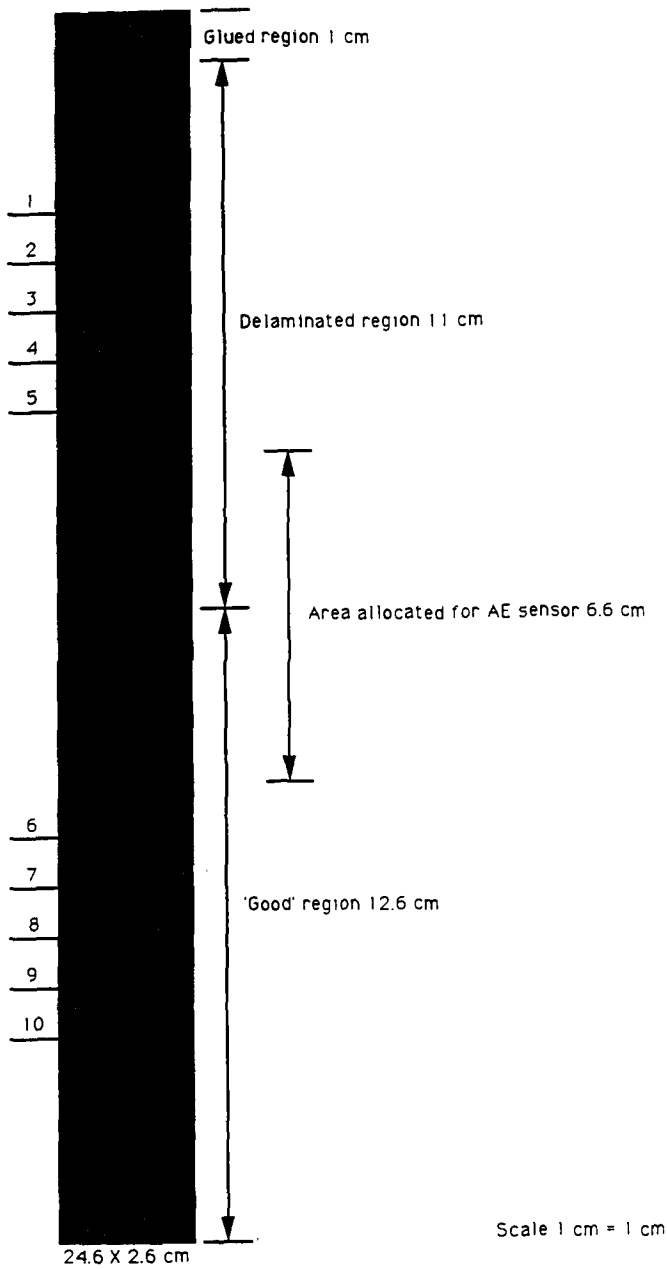 Glued region 1 cm
1
2
3
Delaminated region 11 cm
4
5
Area allocated for AE sensor 6.6 cm
6
7
'Good' region 12.6 cm
8
9
10
Scale 1 cm = 1 cm
24.6 X 2.6 cm